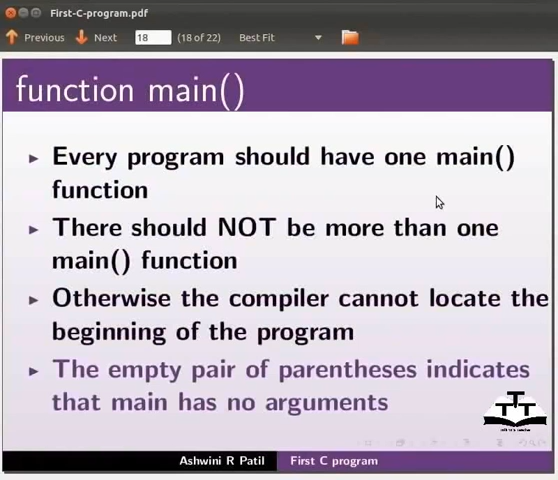 First-C-program.pdf
Previous Next 18 (18 of 22) Best Fit
function main()
Every program should have one main()
function
There should NOT be more than one
main() function
Otherwise the compiler cannot locate the
beginning of the program
The empty pair of parentheses indicates
that main has no arguments
TTT
Ashwini R Patil First C program